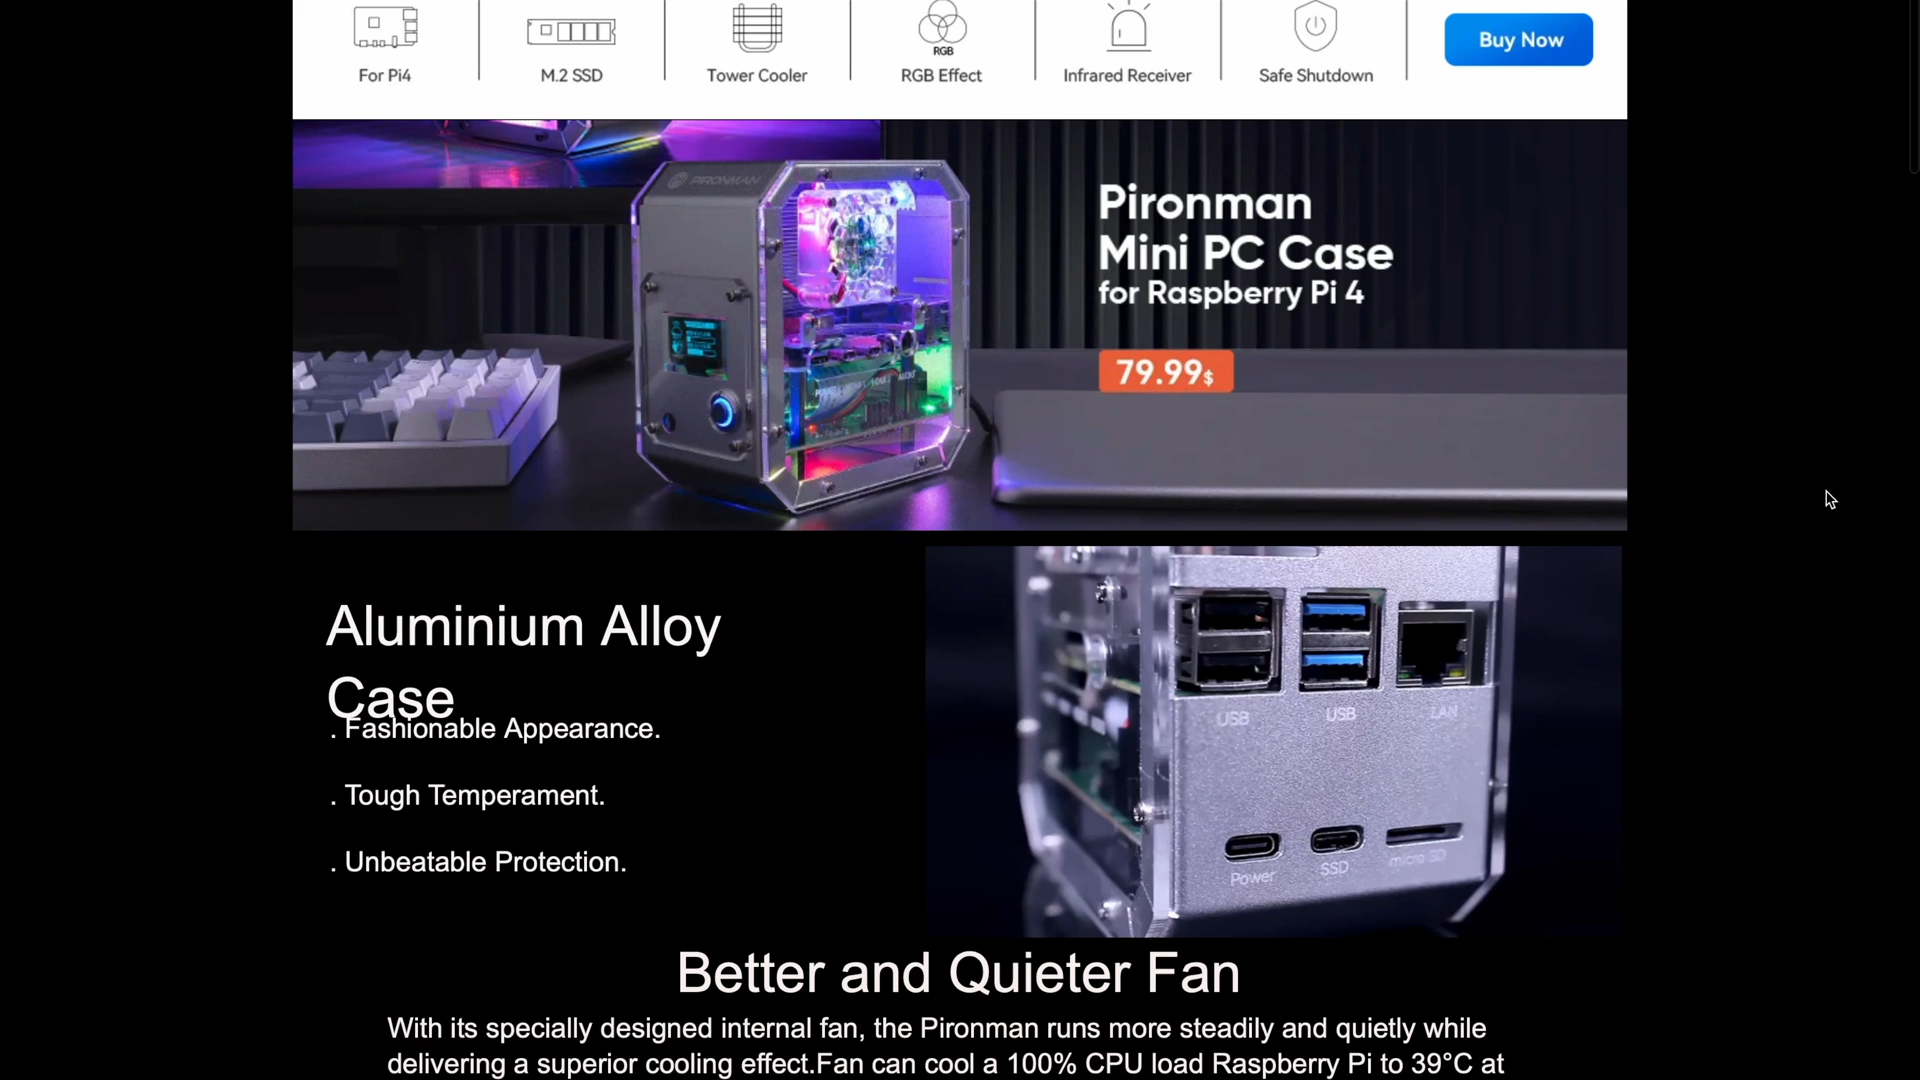 RGB
For Pi4
M.2 SSD
Tower Cooler
RGB Effect
Infrared Receiver
Safe Shutdown
Buy Now
PIRONMAN
Pironman
Mini PC Case
for Raspberry Pi 4
79.99$
Aluminium Alloy
Case
. Fashionable Appearance.
. Tough Temperament.
. Unbeatable Protection.
USB
USB
LAN
Power
SSD
micro SD
Better and Quieter Fan
With its specially designed internal fan, the Pironman runs more steadily and quietly while
delivering a superior cooling effect.Fan can cool a 100% CPU load Raspberry Pi to 39°C at